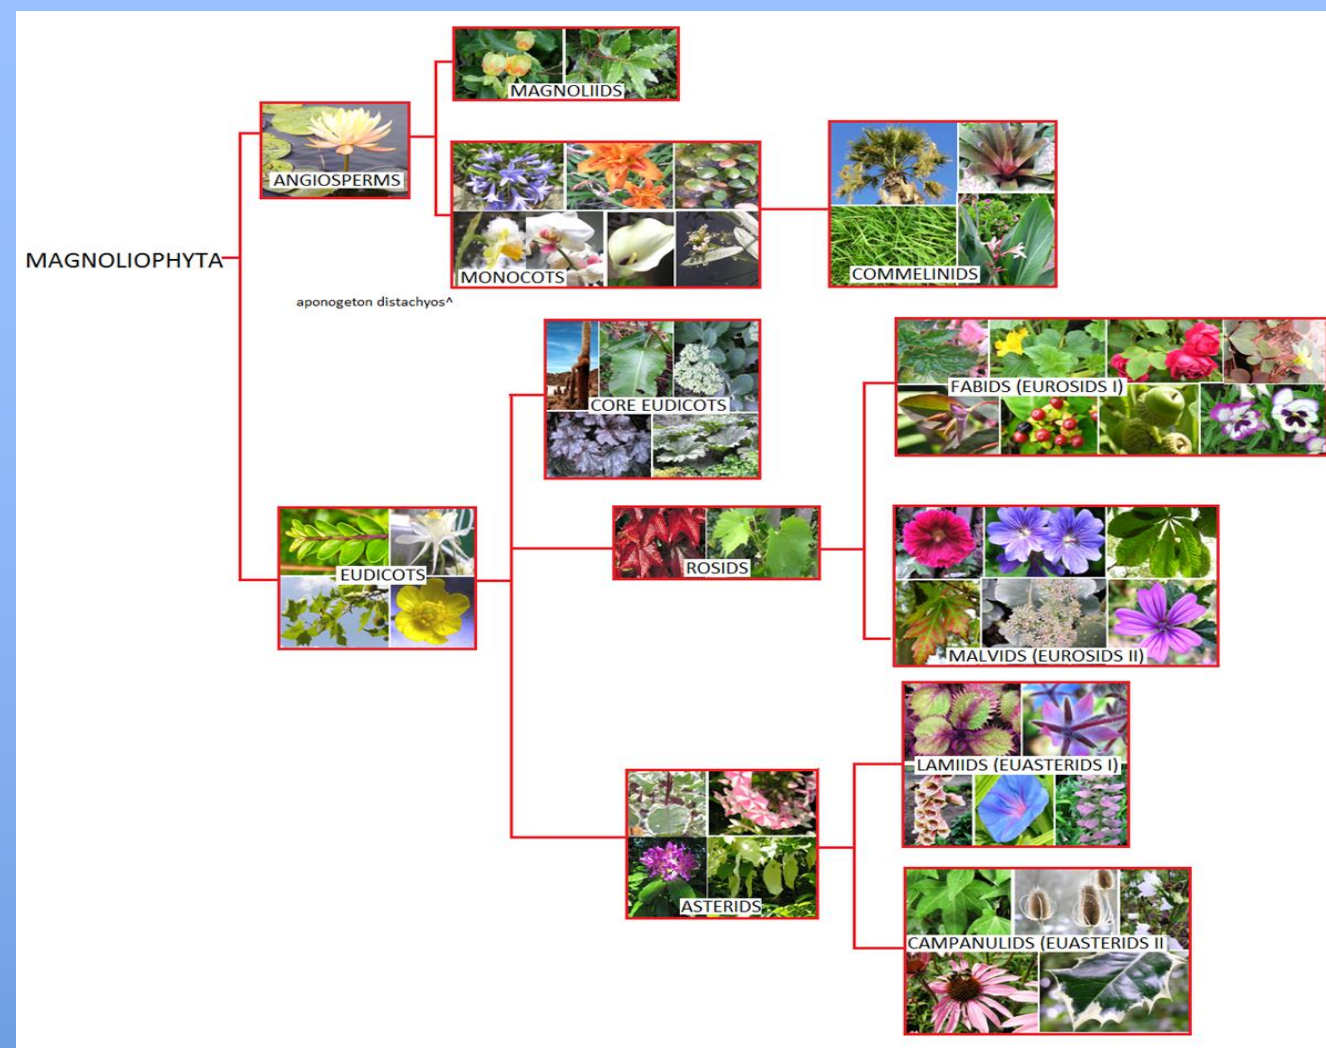 MAGNOLIIDS
ANGIOSPERMS
MAGNOLIOPHYTA
MONOCOTS
COMMELINIDS
aponogeton distachyos^
CORE EUDICOTS
FABIDS (EUROSIDS I)
EUDICOTS
ROSIDS
MALVIDS (EUROSIDS II)
LAMIIDS (EUASTERIDS I)
ASTERIDS
CAMPANULIDS (EUASTERIDS II